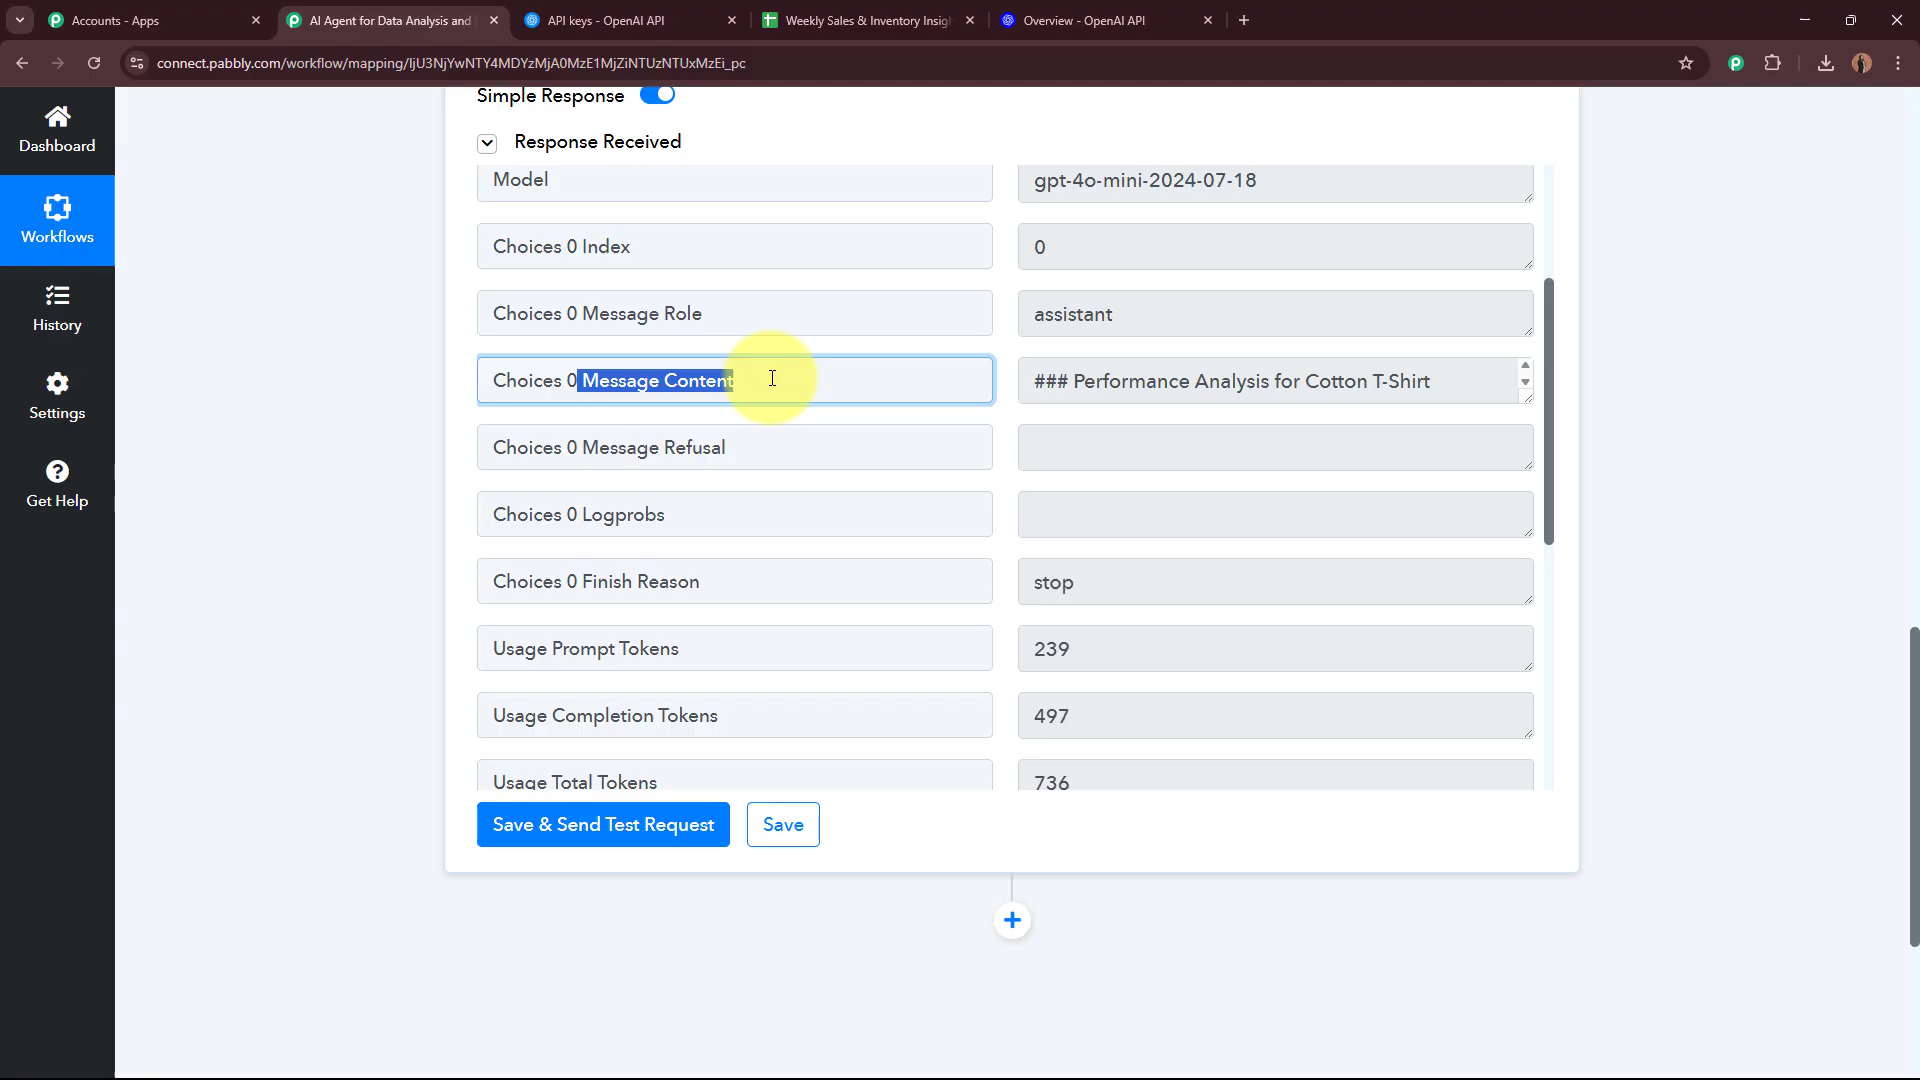 Accounts - Apps
AI Agent for Data Analysis and
API keys - OpenAI API
Weekly Sales & Inventory Insig
Overview - OpenAI API
connect.pabbly.com/workflow/mapping/IjU3NjYwNTY4MDYzMjA0MzE1MjZiNTUzNTUxMzEi_pc
Dashboard
Workflows
History
Settings
Get Help
Simple Response
Response Received
Model
gpt-4o-mini-2024-07-18
Choices 0 Index
0
Choices 0 Message Role
assistant
Choices 0 Message Content
### Performance Analysis for Cotton T-Shirt
Choices 0 Message Refusal
Choices 0 Logprobs
Choices 0 Finish Reason
stop
Usage Prompt Tokens
239
Usage Completion Tokens
497
Usage Total Tokens
736
Save & Send Test Request
Save